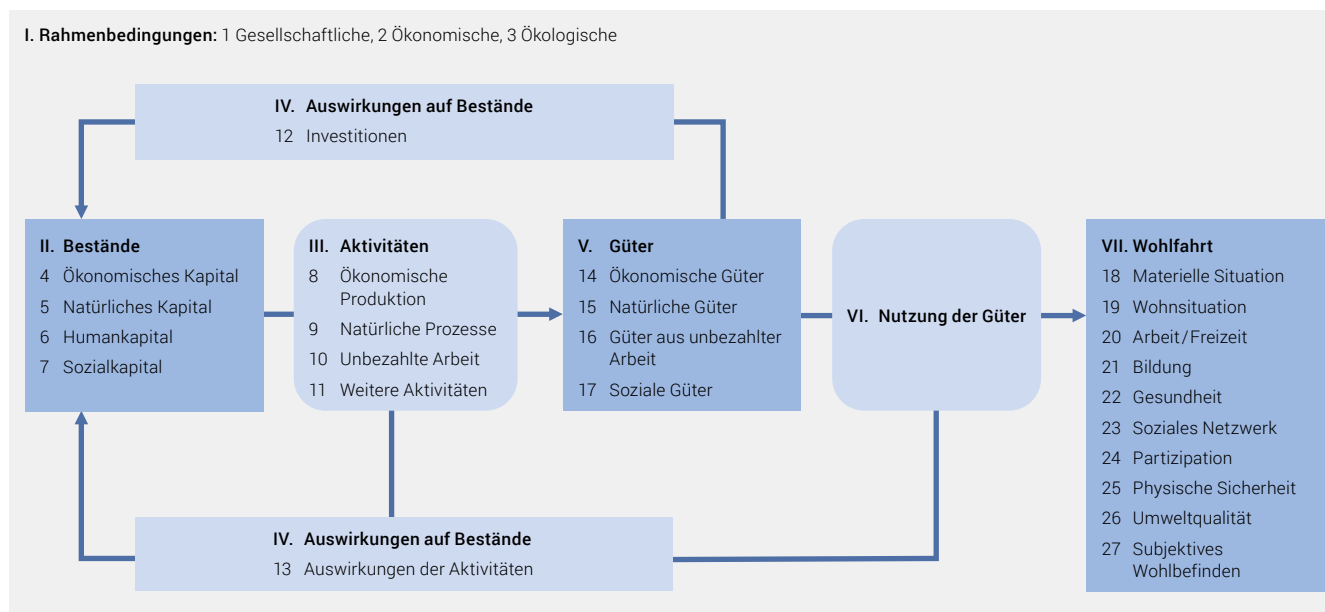 I. Rahmenbedingungen: 1 Gesellschaftliche, 2 Ökonomische, 3 Ökologische
IV. Auswirkungen auf Bestände
12 Investitionen
II. Bestände
4 Ökonomisches Kapital
5 Natürliches Kapital
6 Humankapital
7 Sozialkapital
III. Aktivitäten
8 Ökonomische
Produktion
9 Natürliche Prozesse
10 Unbezahlte Arbeit
11 Weitere Aktivitäten
V. Güter
14 Ökonomische Güter
15 Natürliche Güter
16 Güter aus unbezahlter
Arbeit
17 Soziale Güter
VI. Nutzung der Güter
VII. Wohlfahrt
18 Materielle Situation
19 Wohnsituation
20 Arbeit/Freizeit
21 Bildung
22 Gesundheit
23 Soziales Netzwerk
24 Partizipation
25 Physische Sicherheit
26 Umweltqualität
27 Subjektives
Wohlbefinden
IV. Auswirkungen auf Bestände
13 Auswirkungen der Aktivitäten